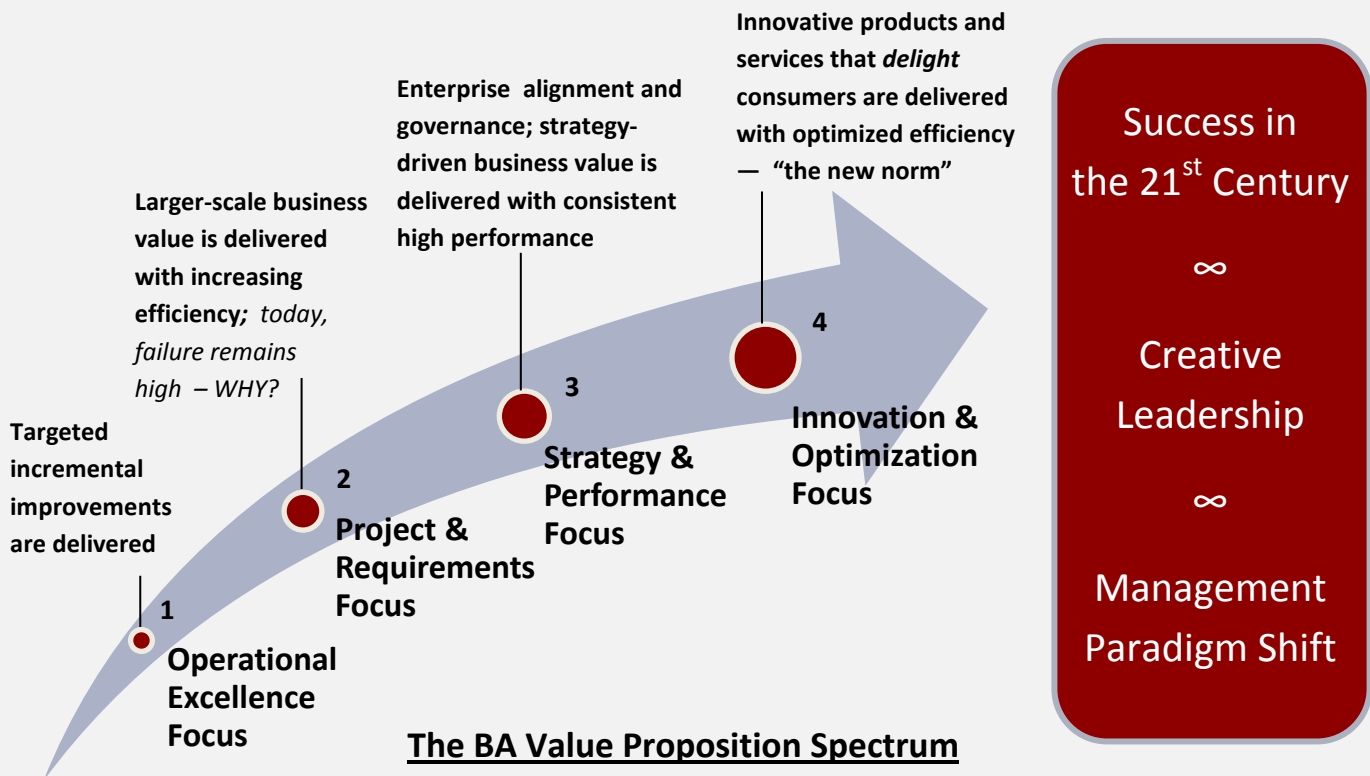 Targeted
incremental
improvements
are delivered
1
Operational
Excellence
Focus
Larger-scale business
value is delivered
with increasing
efficiency; today,
failure remains
high – WHY?
2
Project &
Requirements
Focus
Enterprise alignment and
governance; strategy-
driven business value is
delivered with consistent
high performance
3
Strategy &
Performance
Focus
Innovative products and
services that delight
consumers are delivered
with optimized efficiency
— “the new norm”
4
Innovation &
Optimization
Focus
The BA Value Proposition Spectrum
Success in
the 21st Century
∞
Creative
Leadership
∞
Management
Paradigm Shift